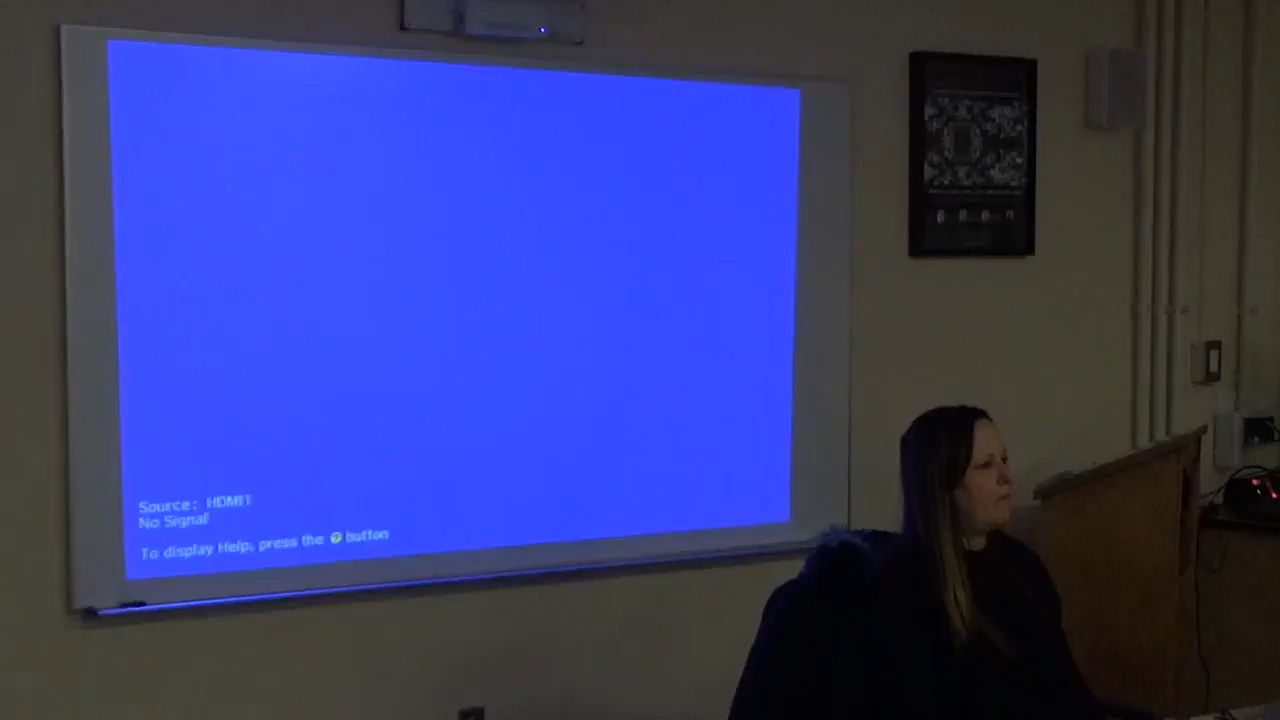 Source: HDMI1
No Signal
To display Help, press the ? button